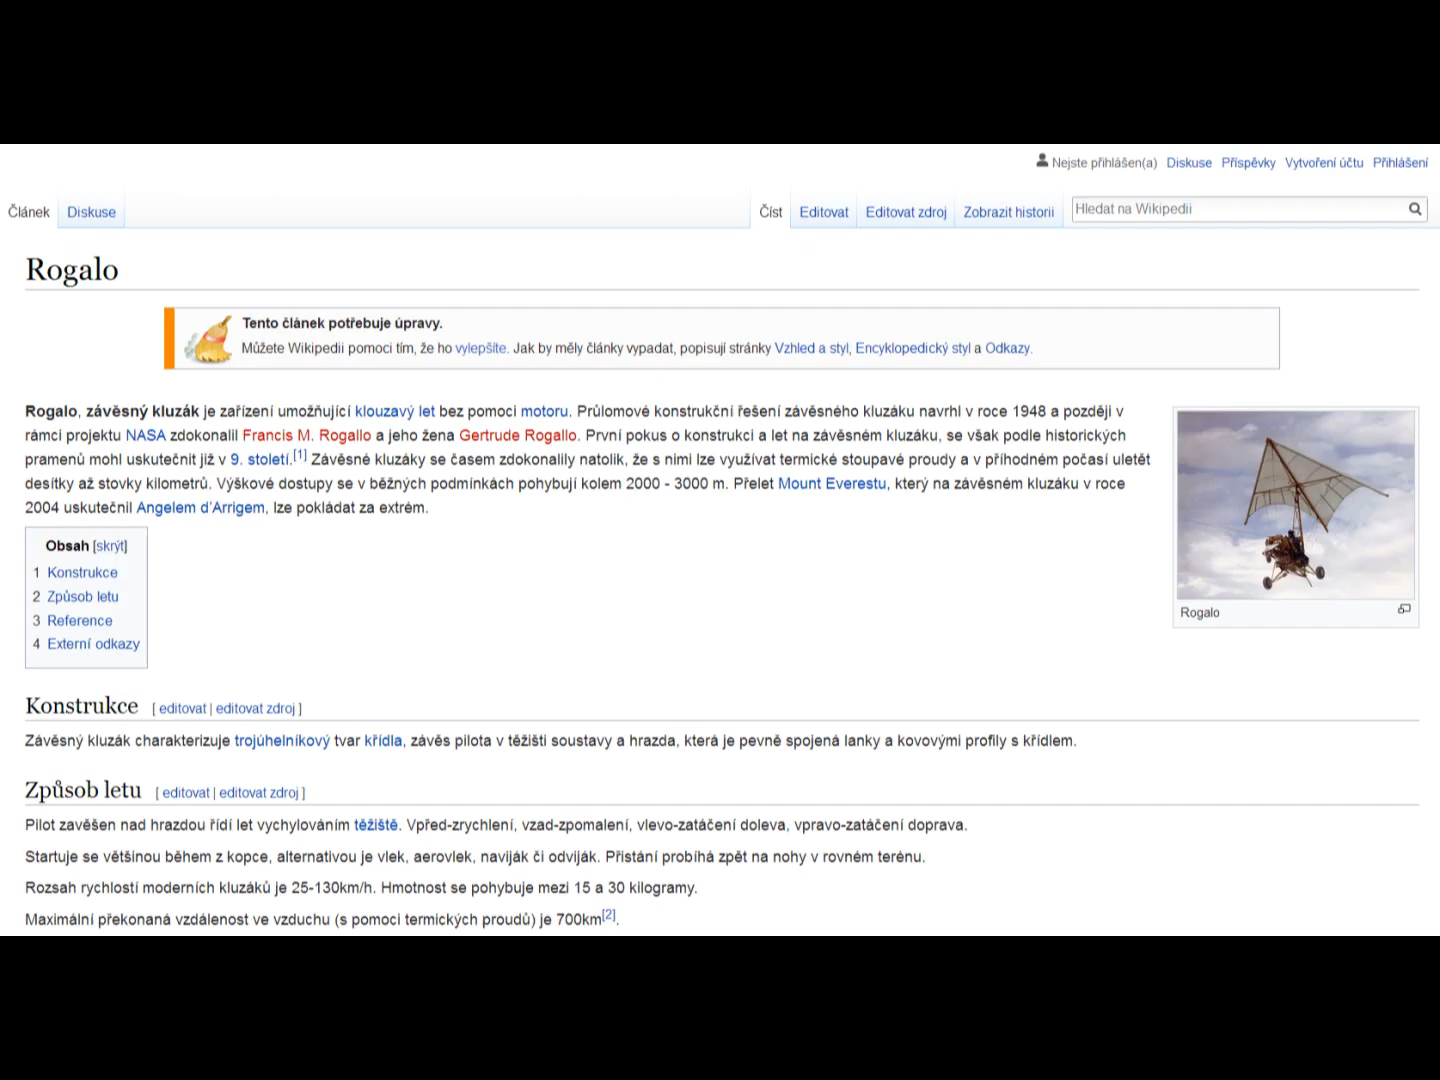 Nejste přihlášen(a) Diskuse Příspěvky Vytvoření účtu Přihlášení
Článek Diskuse Číst Editovat Editovat zdroj Zobrazit historii Hledat na Wikipedii
Rogalo
Tento článek potřebuje úpravy.
Můžete Wikipedii pomoci tím, že ho vylepšíte. Jak by měly články vypadat, popisují stránky Vzhled a styl, Encyklopedický styl a Odkazy.
Rogalo, závěsný kluzák je zařízení umožňující klouzavý let bez pomoci motoru. Průlomové konstrukční řešení závěsného kluzáku navrhl v roce 1948 a později v
rámci projektu NASA zdokonalil Francis M. Rogallo a jeho žena Gertrude Rogallo. První pokus o konstrukci a let na závěsném kluzáku, se však podle historických
pramenů mohl uskutečnit již v 9. století.[1] Závěsné kluzáky se časem zdokonalily natolik, že s nimi lze využívat termické stoupavé proudy a v příhodném počasí uletět
desítky až stovky kilometrů. Výškové dostupy se v běžných podmínkách pohybují kolem 2000 - 3000 m. Přelet Mount Everestu, který na závěsném kluzáku v roce
2004 uskutečnil Angelem d'Arrigem, lze pokládat za extrém.
Rogalo
Obsah [skrýt]
1 Konstrukce
2 Způsob letu
3 Reference
4 Externí odkazy
Konstrukce [ editovat | editovat zdroj ]
Závěsný kluzák charakterizuje trojúhelníkový tvar křídla, závěs pilota v těžišti soustavy a hrazda, která je pevně spojená lanky a kovovými profily s křídlem.
Způsob letu [ editovat | editovat zdroj ]
Pilot zavěšen nad hrazdou řídí let vychylováním těžiště. Vpřed-zrychlení, vzad-zpomalení, vlevo-zatáčení doleva, vpravo-zatáčení doprava.
Startuje se většinou během z kopce, alternativou je vlek, aerovlek, naviják či odviják. Přistání probíhá zpět na nohy v rovném terénu.
Rozsah rychlostí moderních kluzáků je 25-130km/h. Hmotnost se pohybuje mezi 15 a 30 kilogramy.
Maximální překonaná vzdálenost ve vzduchu (s pomoci termických proudů) je 700km[2].